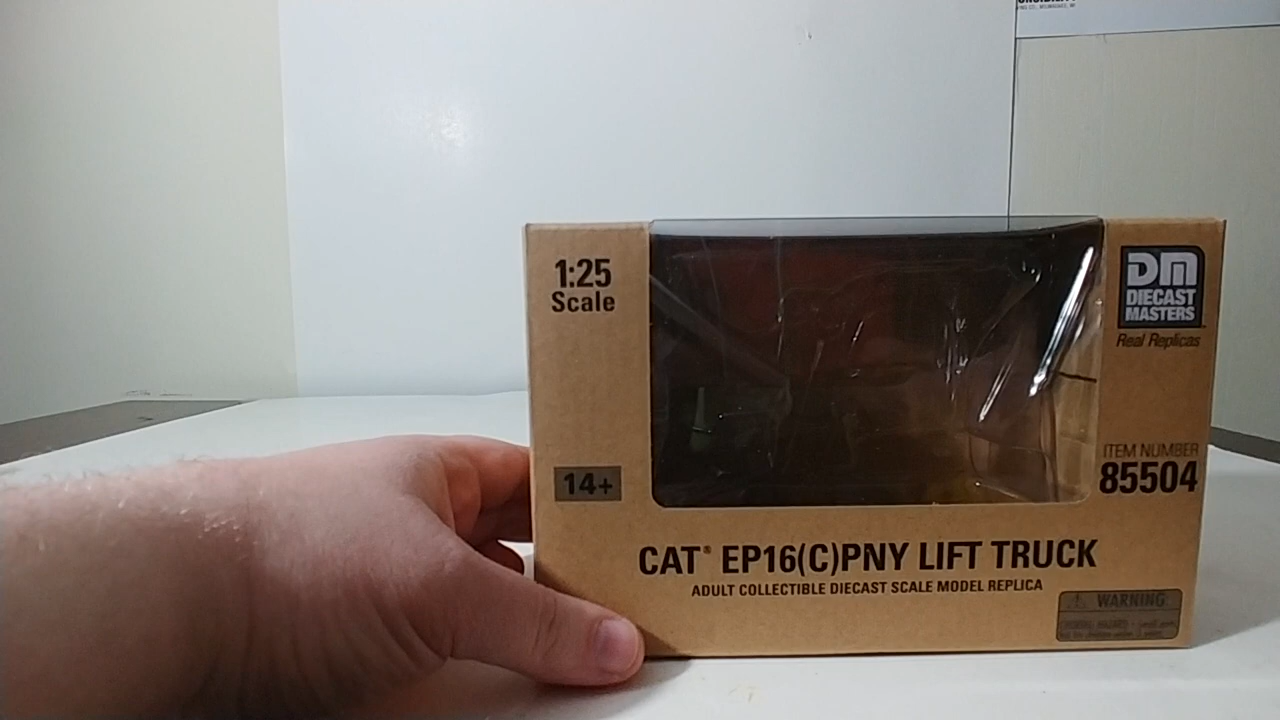 1:25
Scale
DM
DIECAST
MASTERS
Real Replicas
14+
ITEM NUMBER
85504
CAT® EP16(C)PNY LIFT TRUCK
ADULT COLLECTIBLE DIECAST SCALE MODEL REPLICA
WARNING